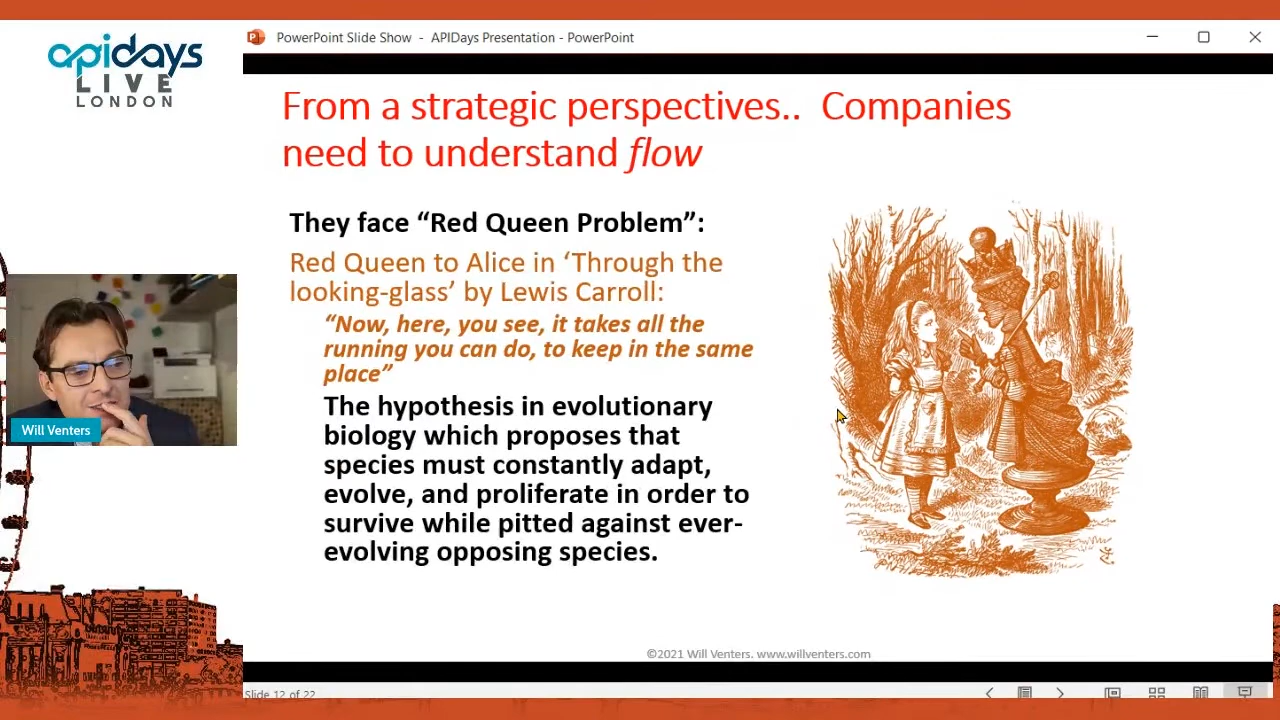 apidays
LIVE
LONDON
PowerPoint Slide Show - APIDays Presentation - PowerPoint
From a strategic perspectives.. Companies
need to understand flow
They face “Red Queen Problem”:
Red Queen to Alice in ‘Through the
looking-glass’ by Lewis Carroll:
“Now, here, you see, it takes all the
running you can do, to keep in the same
place”
The hypothesis in evolutionary
biology which proposes that
species must constantly adapt,
evolve, and proliferate in order to
survive while pitted against ever-
evolving opposing species.
Will Venters
©2021 Will Venters. www.willventers.com
Slide 12 of 22